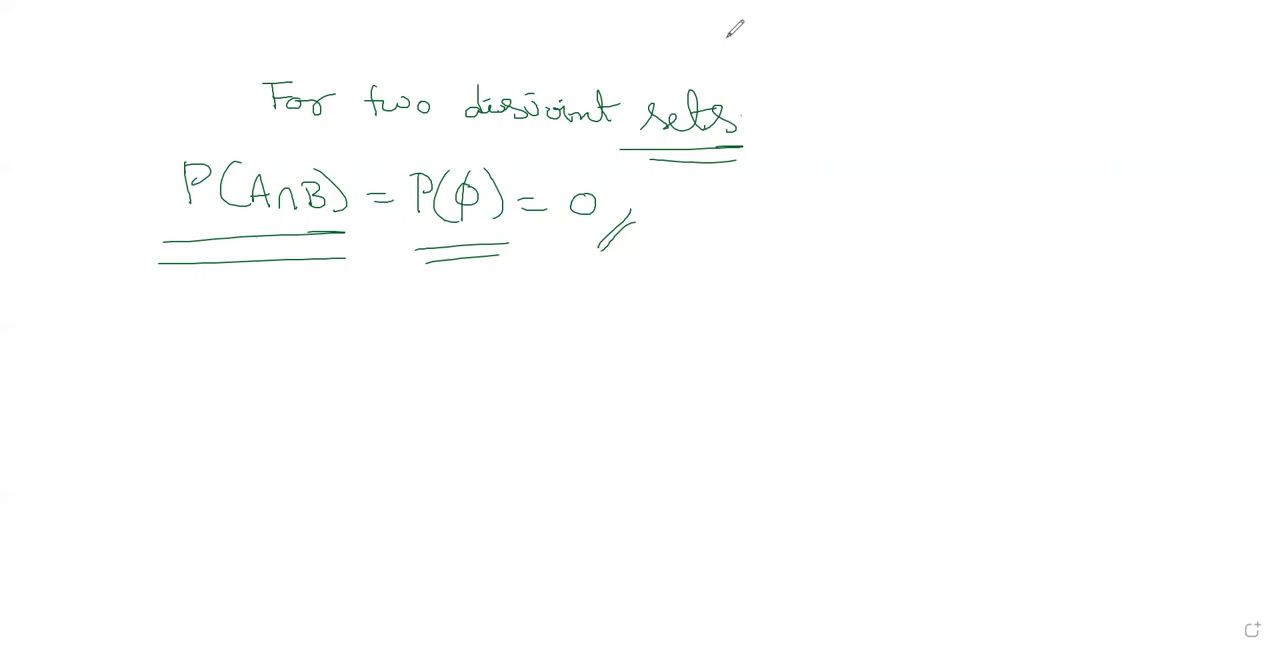 For two disjoint sets
P(A∩B) = P(ϕ) = 0